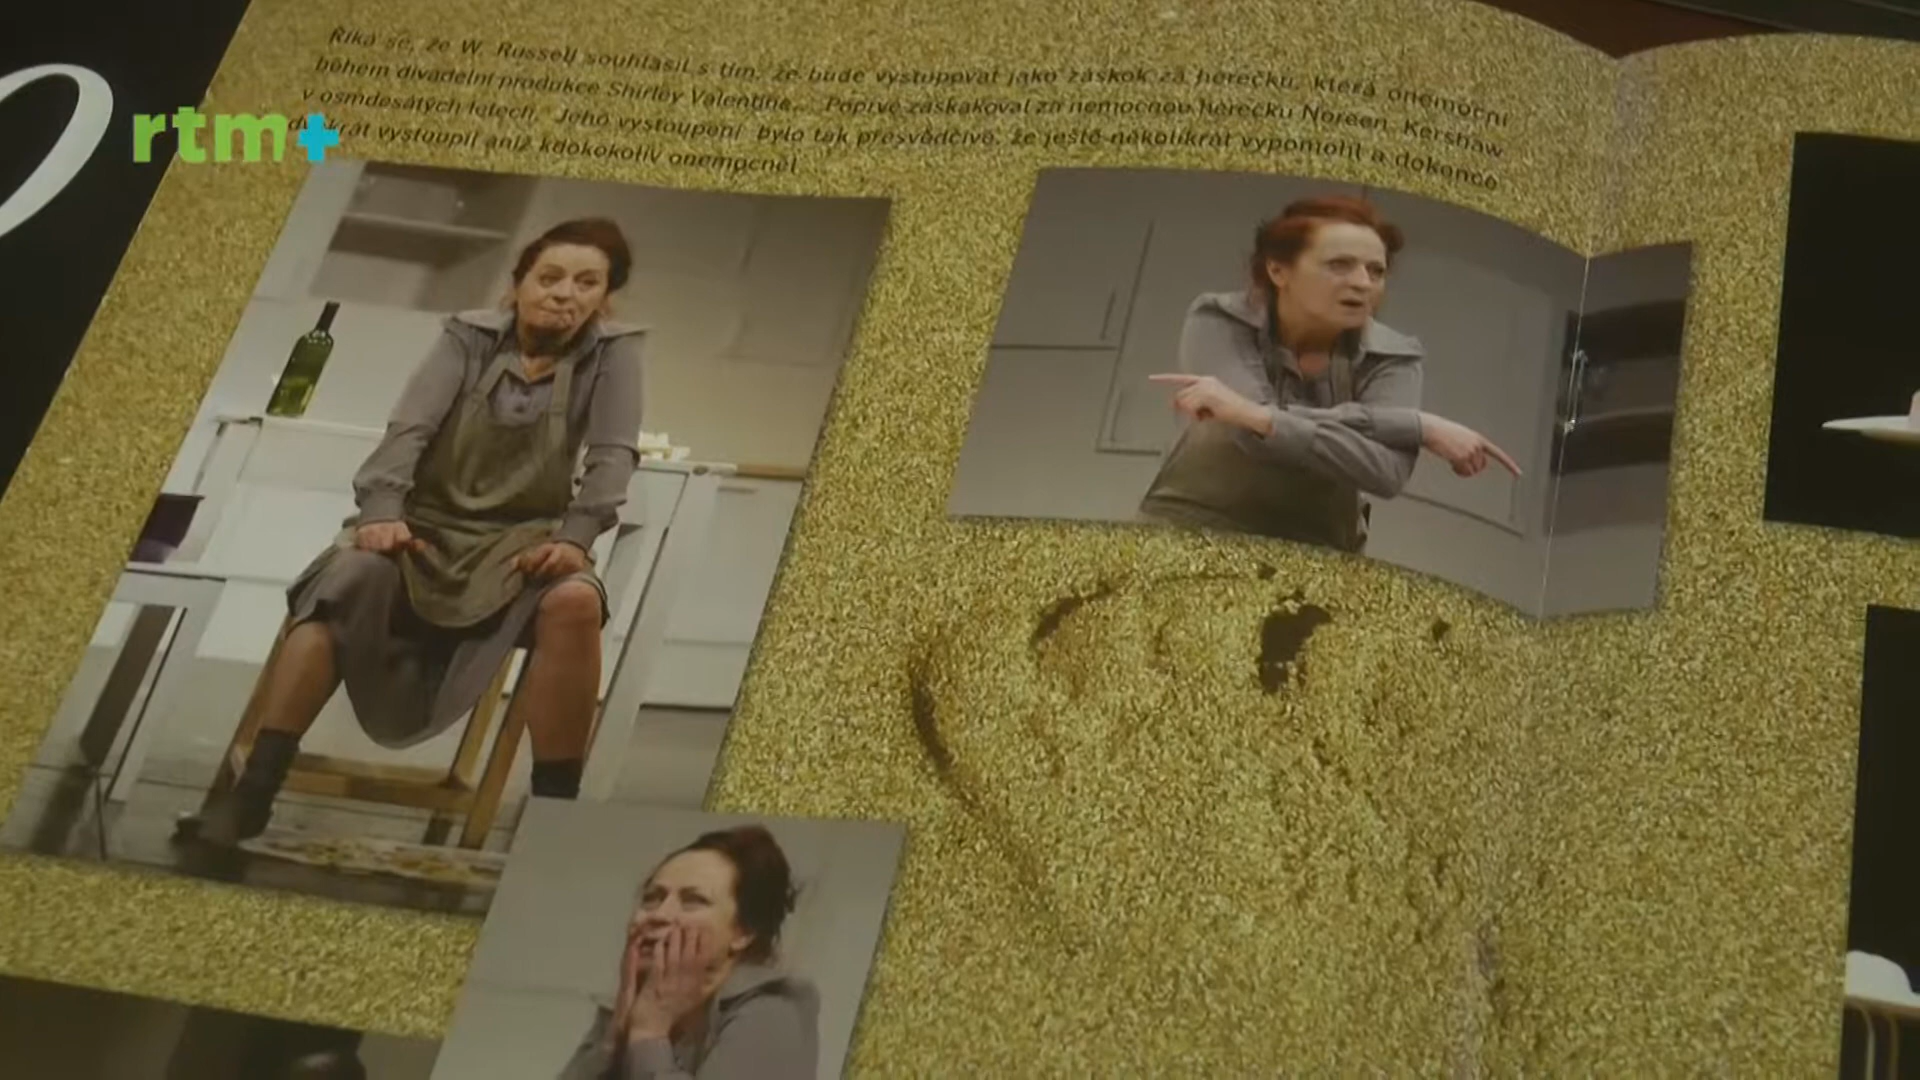 Říká se, že W. Russell souhlasil s tím, že bude vystupovat jako záskok za herečku, která onemocní
během divadelní produkce Shirley Valentine... Poprvé zaskakoval za nemocnou herečku Noreen Kershaw
v osmdesátých letech. Jeho vystoupení bylo tak přesvědčivé, že ještě několikrát vypomohl a dokonce
vystoupil aniž kdokokoliv onemocněl
rtm+